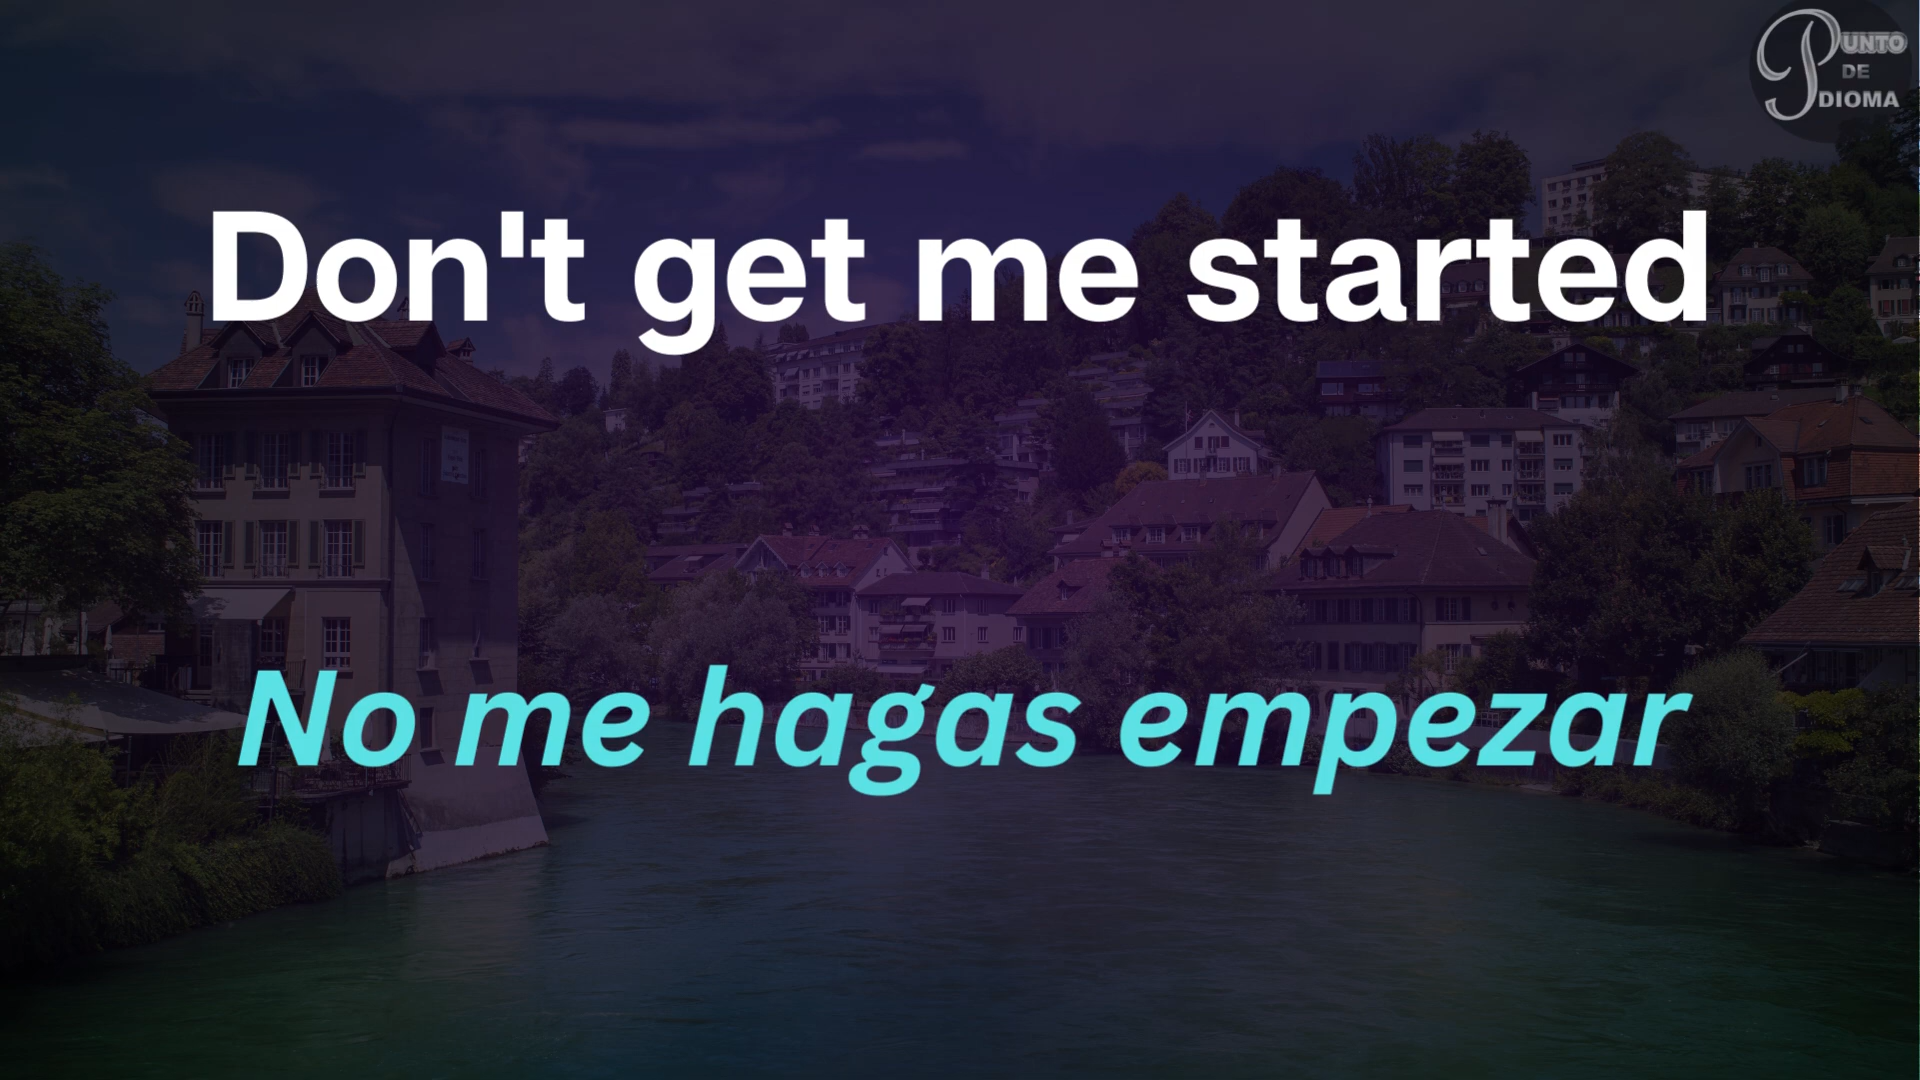 PUNTO
DE
IDIOMA
Don't get me started
No me hagas empezar